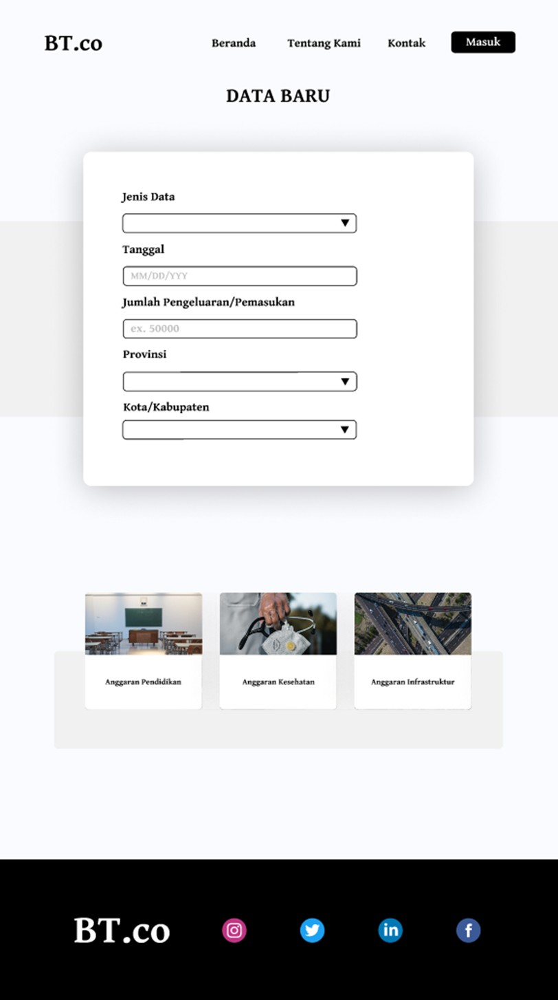 BT.co
Beranda
Tentang Kami
Kontak
Masuk
DATA BARU
Jenis Data
Tanggal
MM/DD/YYY
Jumlah Pengeluaran/Pemasukan
ex. 50000
Provinsi
Kota/Kabupaten
Anggaran Pendidikan
Anggaran Kesehatan
Anggaran Infrastruktur
BT.co